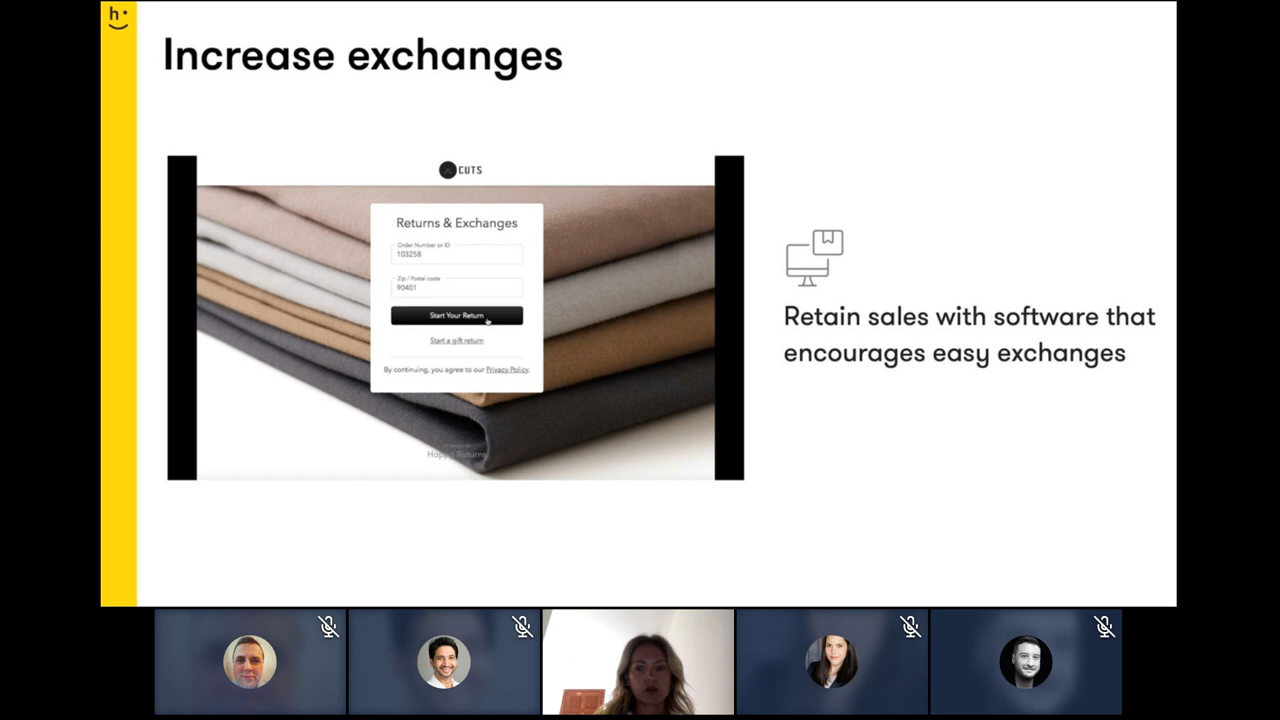 h
Increase exchanges
CUTS
Returns & Exchanges
Order Number or ID
103258
Zip / Postal code
90401
Start Your Return
Start a gift return
By continuing, you agree to our Privacy Policy.
Happy Returns
Retain sales with software that
encourages easy exchanges